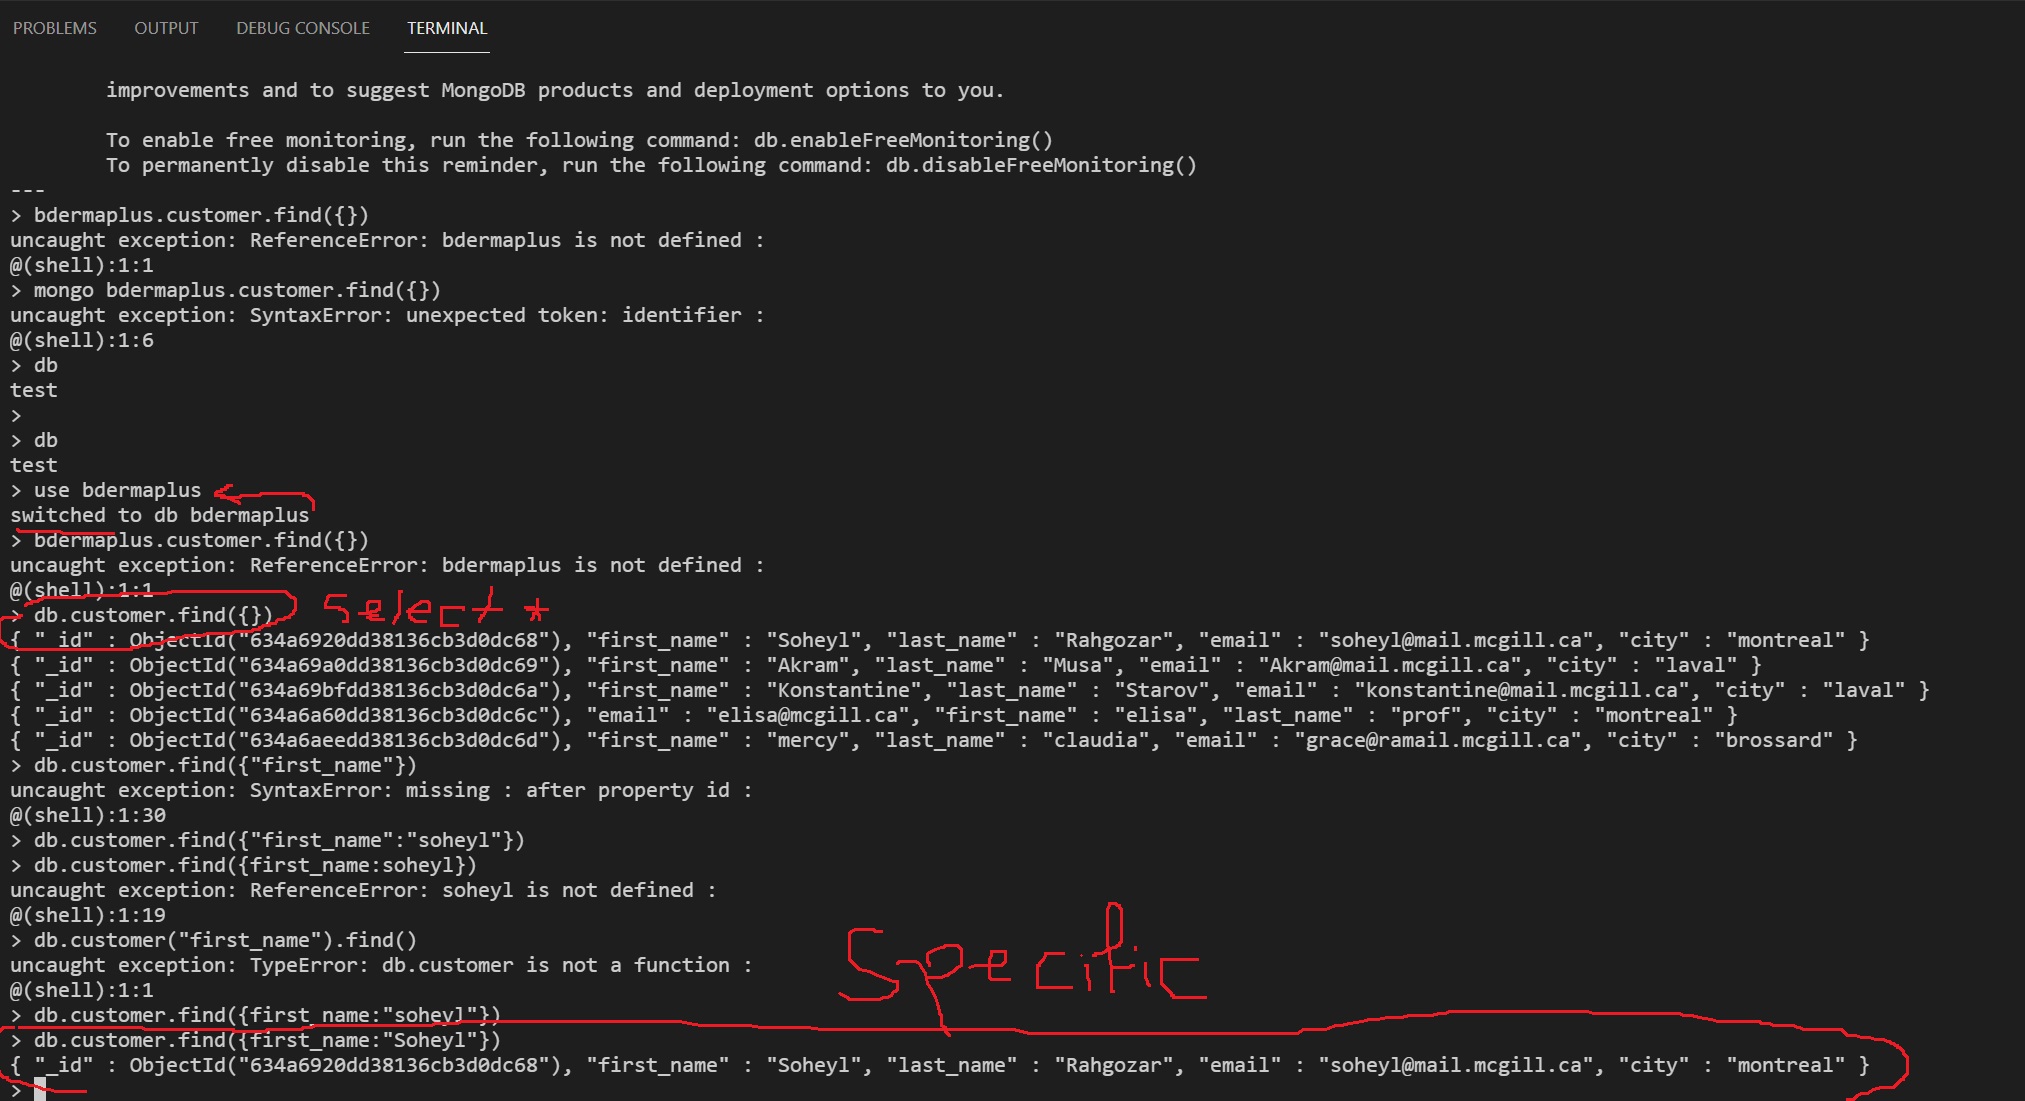 PROBLEMS OUTPUT DEBUG CONSOLE TERMINAL
improvements and to suggest MongoDB products and deployment options to you.
To enable free monitoring, run the following command: db.enableFreeMonitoring()
To permanently disable this reminder, run the following command: db.disableFreeMonitoring()
---
> bdermaplus.customer.find({})
uncaught exception: ReferenceError: bdermaplus is not defined :
@(shell):1:1
> mongo bdermaplus.customer.find({})
uncaught exception: SyntaxError: unexpected token: identifier :
@(shell):1:6
> db
test
>
> db
test
> use bdermaplus
switched to db bdermaplus
> bdermaplus.customer.find({})
uncaught exception: ReferenceError: bdermaplus is not defined :
@(shell):1:1
> db.customer.find({}) Select *
{ "_id" : ObjectId("634a6920dd38136cb3d0dc68"), "first_name" : "Soheyl", "last_name" : "Rahgozar", "email" : "soheyl@mail.mcgill.ca", "city" : "montreal" }
{ "_id" : ObjectId("634a69a0dd38136cb3d0dc69"), "first_name" : "Akram", "last_name" : "Musa", "email" : "Akram@mail.mcgill.ca", "city" : "laval" }
{ "_id" : ObjectId("634a69bfdd38136cb3d0dc6a"), "first_name" : "Konstantine", "last_name" : "Starov", "email" : "konstantine@mail.mcgill.ca", "city" : "laval" }
{ "_id" : ObjectId("634a6a60dd38136cb3d0dc6c"), "email" : "elisa@mcgill.ca", "first_name" : "elisa", "last_name" : "prof", "city" : "montreal" }
{ "_id" : ObjectId("634a6aeedd38136cb3d0dc6d"), "first_name" : "mercy", "last_name" : "claudia", "email" : "grace@ramail.mcgill.ca", "city" : "brossard" }
> db.customer.find({"first_name"})
uncaught exception: SyntaxError: missing : after property id :
@(shell):1:30
> db.customer.find({"first_name":"soheyl"})
> db.customer.find({first_name:soheyl})
uncaught exception: ReferenceError: soheyl is not defined :
@(shell):1:19
> db.customer("first_name").find()
uncaught exception: TypeError: db.customer is not a function :
@(shell):1:1
Specific
> db.customer.find({first_name:"soheyl"})
> db.customer.find({first_name:"Soheyl"})
{ "_id" : ObjectId("634a6920dd38136cb3d0dc68"), "first_name" : "Soheyl", "last_name" : "Rahgozar", "email" : "soheyl@mail.mcgill.ca", "city" : "montreal" }
>